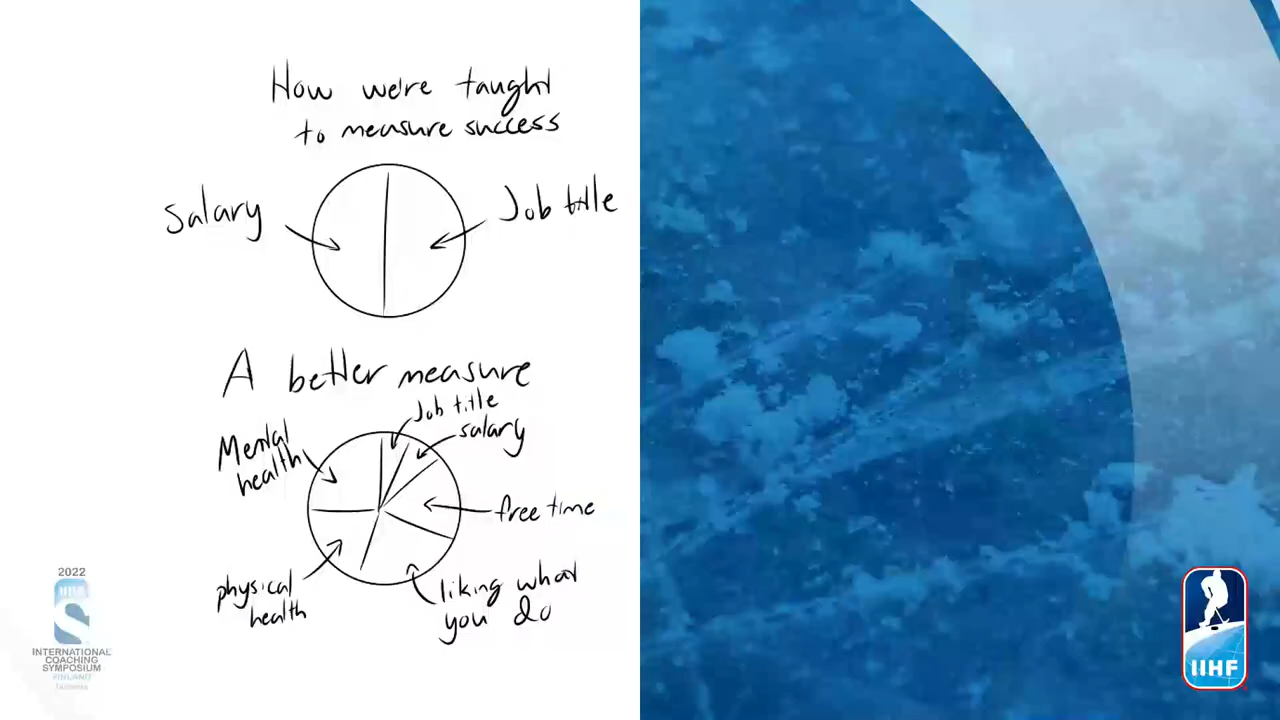 How we're taught
to measure success
Salary
Job title
A better measure
Job title
salary
Mental
health
free time
physical
health
liking what
you do
2022
INTERNATIONAL
COACHING
SYMPOSIUM
FINLAND
IIHF